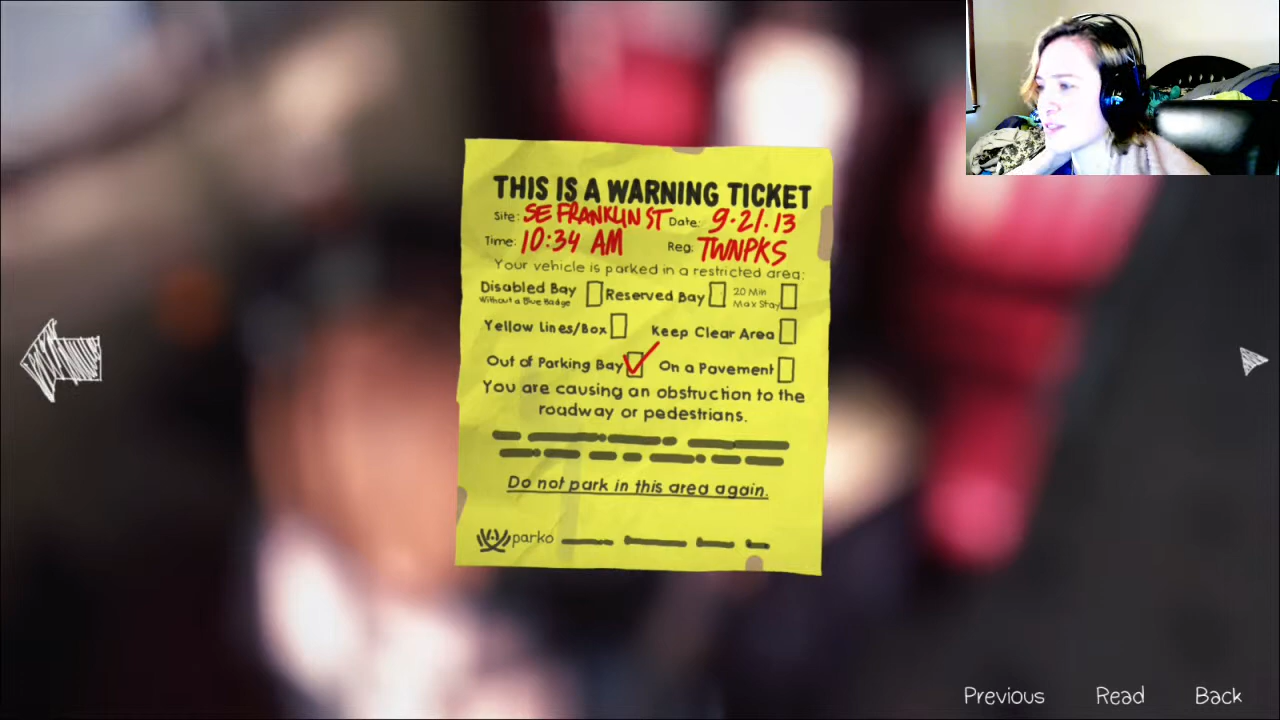 THIS IS A WARNING TICKET
Site: SE FRANKLIN ST Date: 9.21.13
Time: 10:34 AM Reg: TWNPKS
Your vehicle is parked in a restricted area:
Disabled Bay Reserved Bay 20 Min
Without a Blue Badge Max Stay
Yellow Lines/Box Keep Clear Area
Out of Parking Bay On a Pavement
You are causing an obstruction to the
roadway or pedestrians.
Do not park in this area again.
parko
Previous Read Back